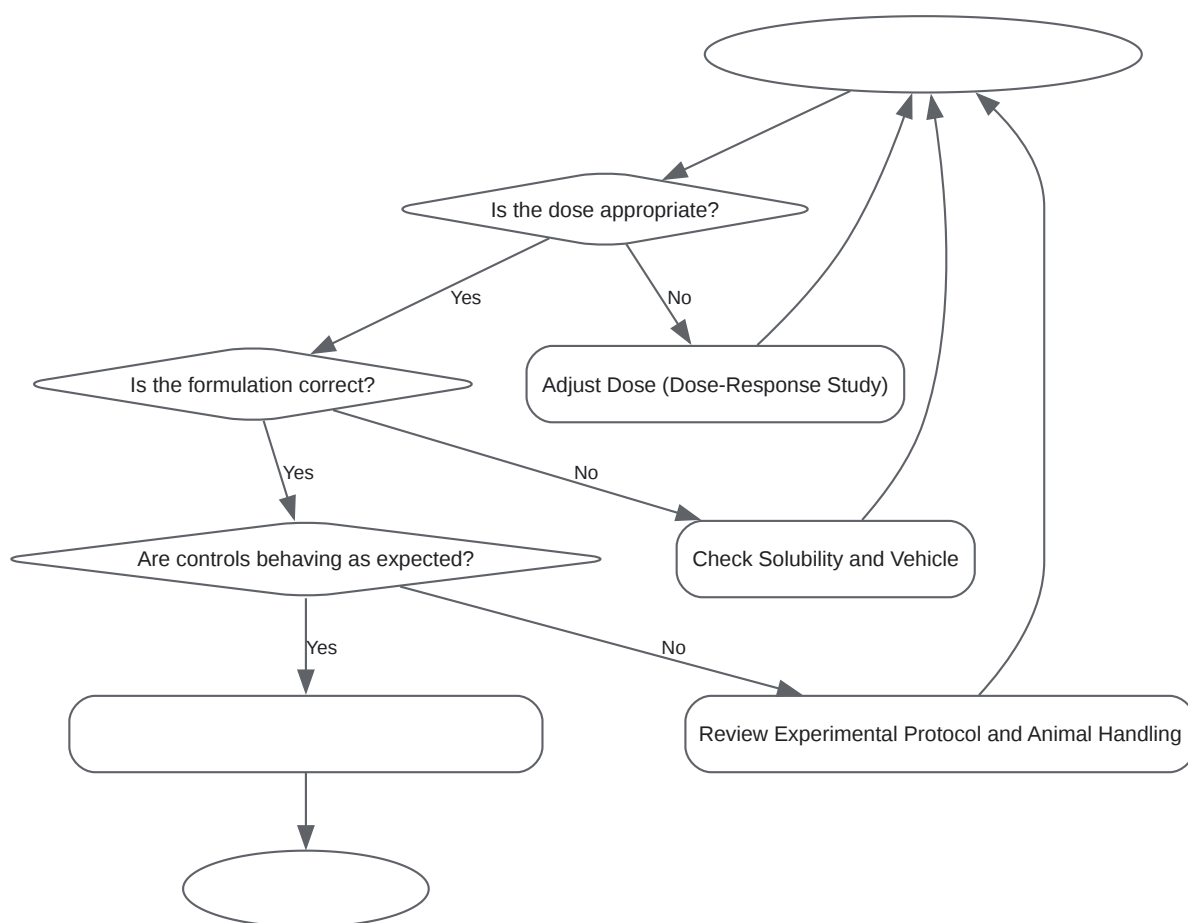 Is the dose appropriate?
Yes
No
Is the formulation correct?
Adjust Dose (Dose-Response Study)
Yes
No
Are controls behaving as expected?
Check Solubility and Vehicle
Yes
No
Review Experimental Protocol and Animal Handling